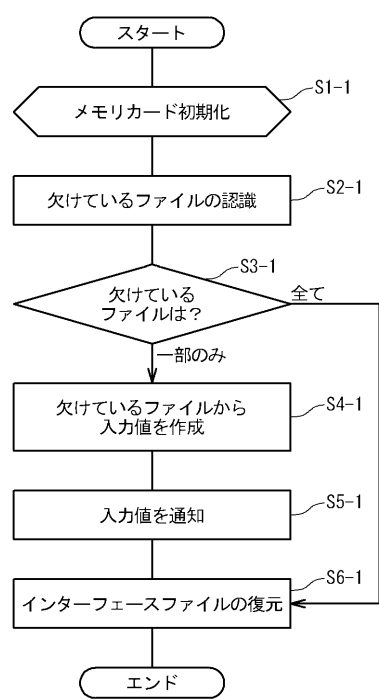 スタート
メモリカード初期化
S1-1
欠けているファイルの認識
S2-1
S3-1
欠けている
ファイルは？
全て
一部のみ
欠けているファイルから
入力値を作成
S4-1
入力値を通知
S5-1
インターフェースファイルの復元
S6-1
エンド